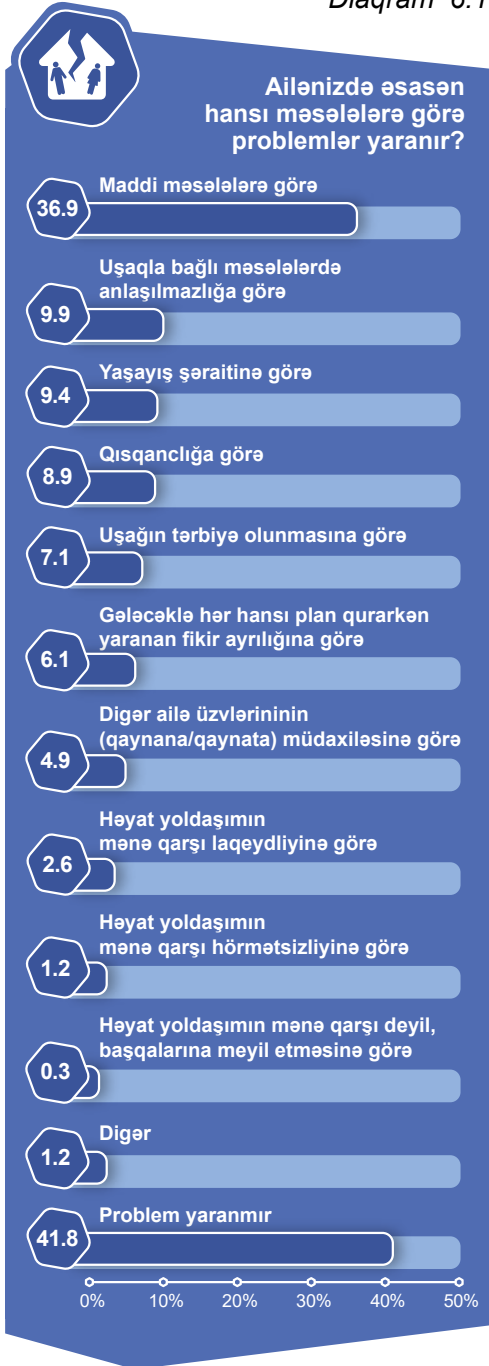 Diaqram 6.1
Ailənizdə əsasən
hansı məsələlərə görə
problemlər yaranır?
Maddi məsələlərə görə
36.9
Uşaqla bağlı məsələlərdə
anlaşılmazlığa görə
9.9
Yaşayış şəraitinə görə
9.4
Qısqanclığa görə
8.9
Uşağın tərbiyə olunmasına görə
7.1
Gələcəklə hər hansı plan qurarkən
yaranan fikir ayrılığına görə
6.1
Digər ailə üzvlərininin
(qaynana/qaynata) müdaxiləsinə görə
4.9
Həyat yoldaşımın
mənə qarşı laqeydliyinə görə
2.6
Həyat yoldaşımın
mənə qarşı hörmətsizliyinə görə
1.2
Həyat yoldaşımın mənə qarşı deyil,
başqalarına meyil etməsinə görə
0.3
Digər
1.2
Problem yaranmır
41.8
0% 10% 20% 30% 40% 50%